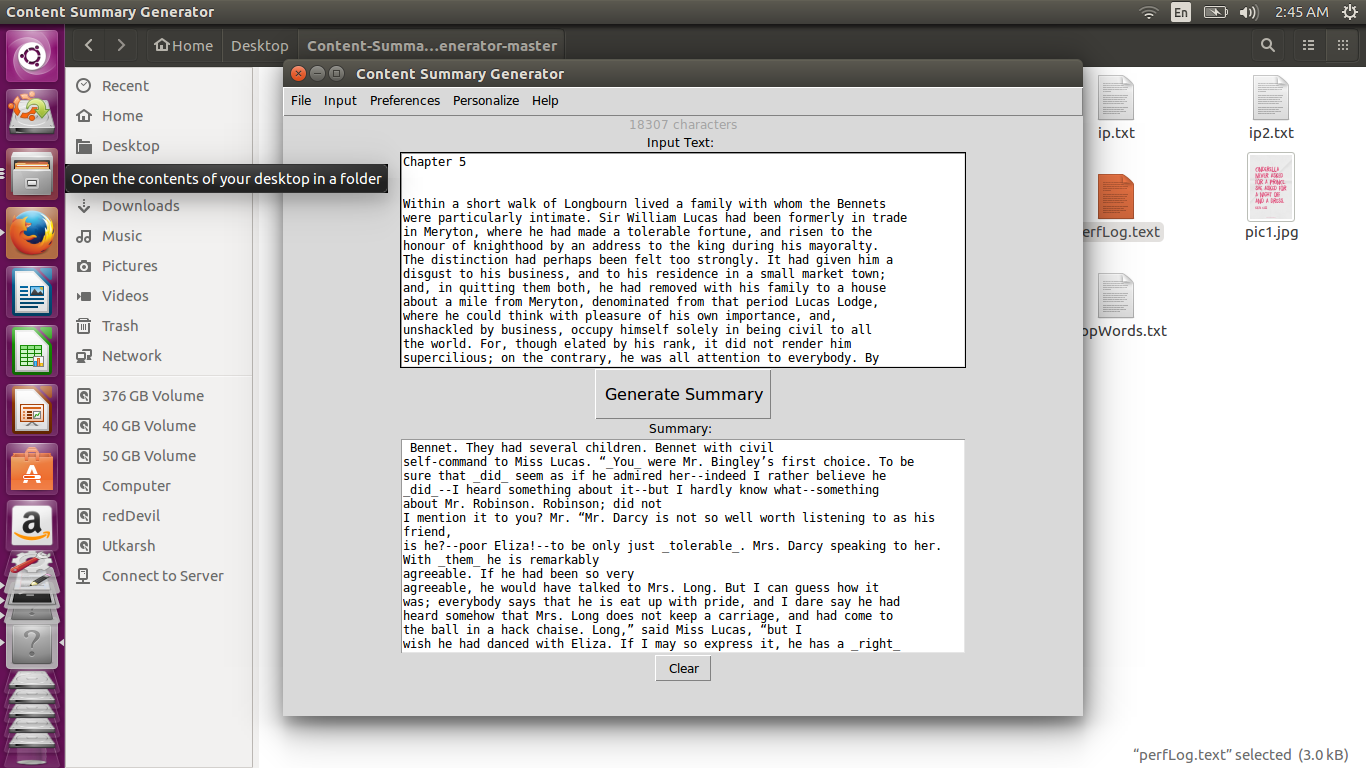 Content Summary Generator
En
2:45 AM
Home
Desktop
Content-Summa...enerator-master
Recent
Home
Desktop
Open the contents of your desktop in a folder
Downloads
Music
Pictures
Videos
Trash
Network
376 GB Volume
40 GB Volume
50 GB Volume
Computer
redDevil
Utkarsh
Connect to Server
Content Summary Generator
File Input Preferences Personalize Help
18307 characters
Input Text:
Chapter 5
Within a short walk of Longbourn lived a family with whom the Bennets
were particularly intimate. Sir William Lucas had been formerly in trade
in Meryton, where he had made a tolerable fortune, and risen to the
honour of knighthood by an address to the king during his mayoralty.
The distinction had perhaps been felt too strongly. It had given him a
disgust to his business, and to his residence in a small market town;
and, in quitting them both, he had removed with his family to a house
about a mile from Meryton, denominated from that period Lucas Lodge,
where he could think with pleasure of his own importance, and,
unshackled by business, occupy himself solely in being civil to all
the world. For, though elated by his rank, it did not render him
supercilious; on the contrary, he was all attention to everybody. By
Generate Summary
Summary:
Bennet. They had several children. Bennet with civil
self-command to Miss Lucas. “_You_ were Mr. Bingley’s first choice. To be
sure that _did_ seem as if he admired her--indeed I rather believe he
_did_--I heard something about it--but I hardly know what--something
about Mr. Robinson. Robinson; did not
I mention it to you? Mr. “Mr. Darcy is not so well worth listening to as his
friend,
is he?--poor Eliza!--to be only just _tolerable_. Mrs. Darcy speaking to her.
With _them_ he is remarkably
agreeable. If he had been so very
agreeable, he would have talked to Mrs. Long. But I can guess how it
was; everybody says that he is eat up with pride, and I dare say he had
heard somehow that Mrs. Long does not keep a carriage, and had come to
the ball in a hack chaise. Long,” said Miss Lucas, “but I
wish he had danced with Eliza. If I may so express it, he has a _right_
Clear
ip.txt
ip2.txt
erfLog.text
pic1.jpg
opWords.txt
“perfLog.text” selected (3.0 kB)